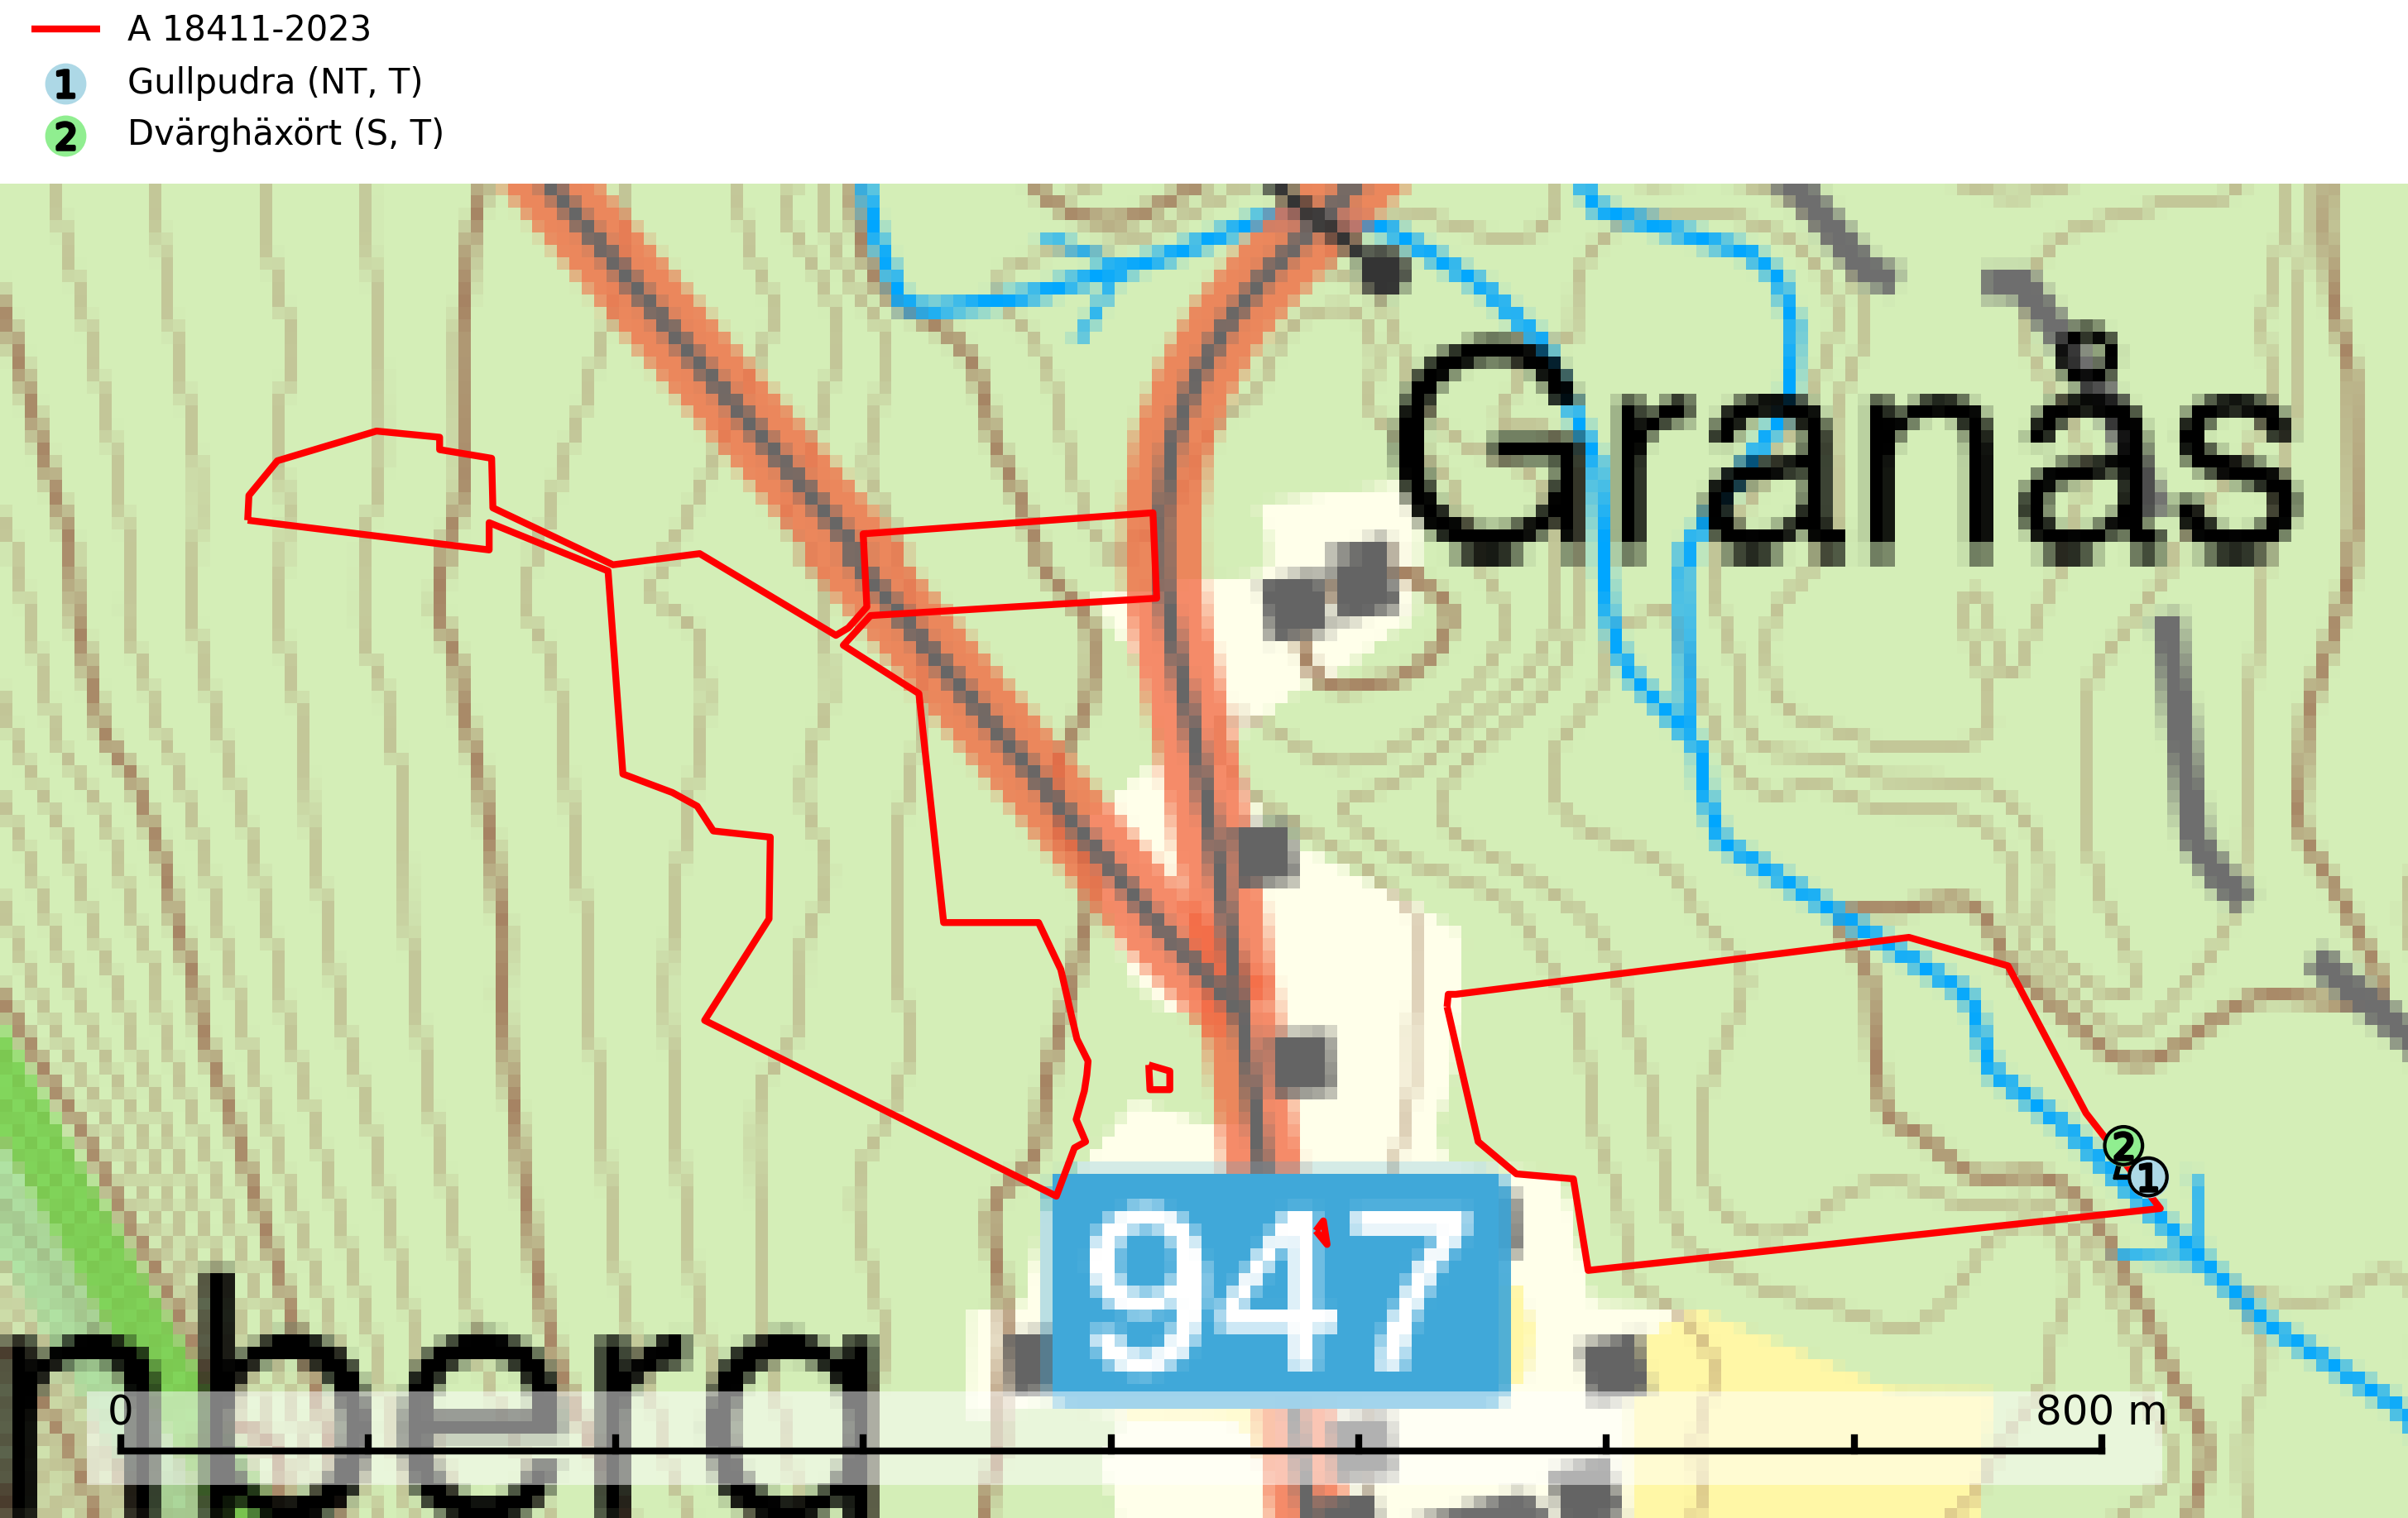 A 18411-2023
1 Gullpudra (NT, T)
2 Dvärghäxört (S, T)
Granås
2
1
947
nberg
0 800 m